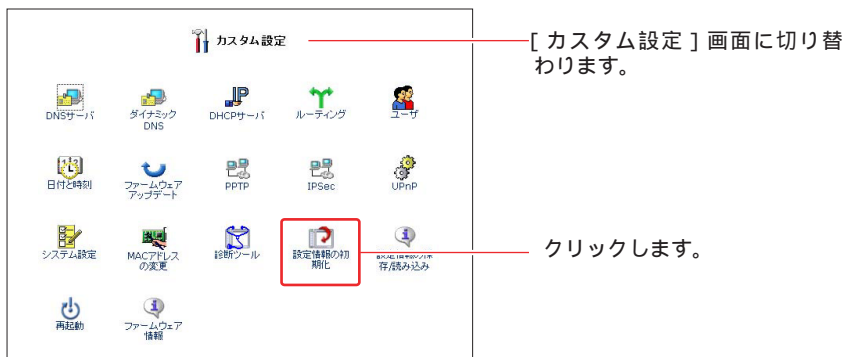 カスタム設定
[ カスタム設定 ] 画面に切り替
わります。
DNSサーバ
ダイナミック
DNS
DHCPサーバ
ルーティング
ユーザ
日付と時刻
ファームウェア
アップデート
PPTP
IPSec
UPnP
システム設定
MACアドレス
の変更
診断ツール
設定情報の初
期化
設定情報の保
存/読み込み
クリックします。
再起動
ファームウェア
情報